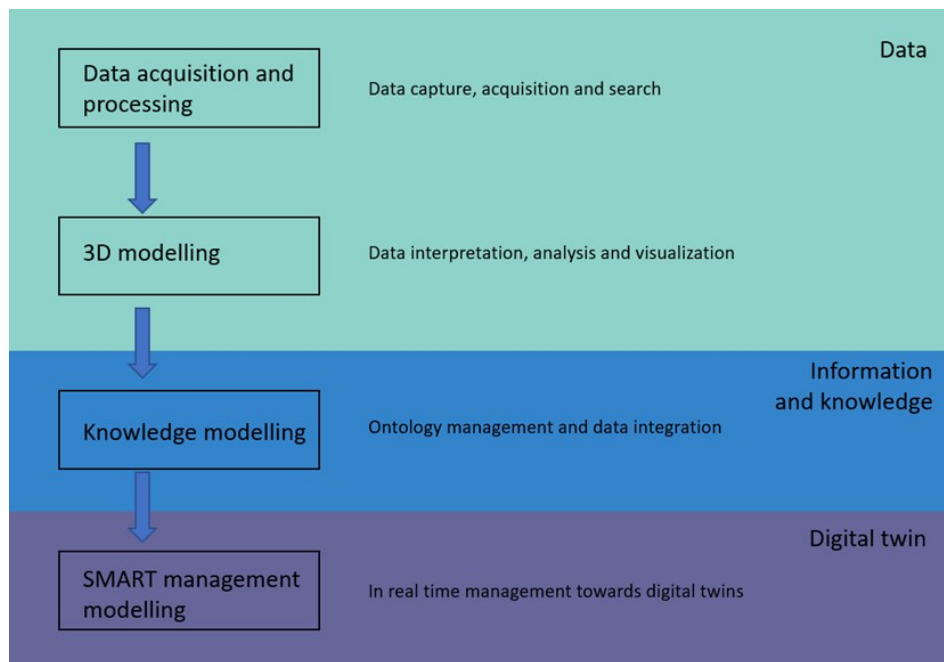 Data
Data acquisition and
processing
Data capture, acquisition and search
3D modelling
Data interpretation, analysis and visualization
Information
and knowledge
Knowledge modelling
Ontology management and data integration
Digital twin
SMART management
modelling
In real time management towards digital twins